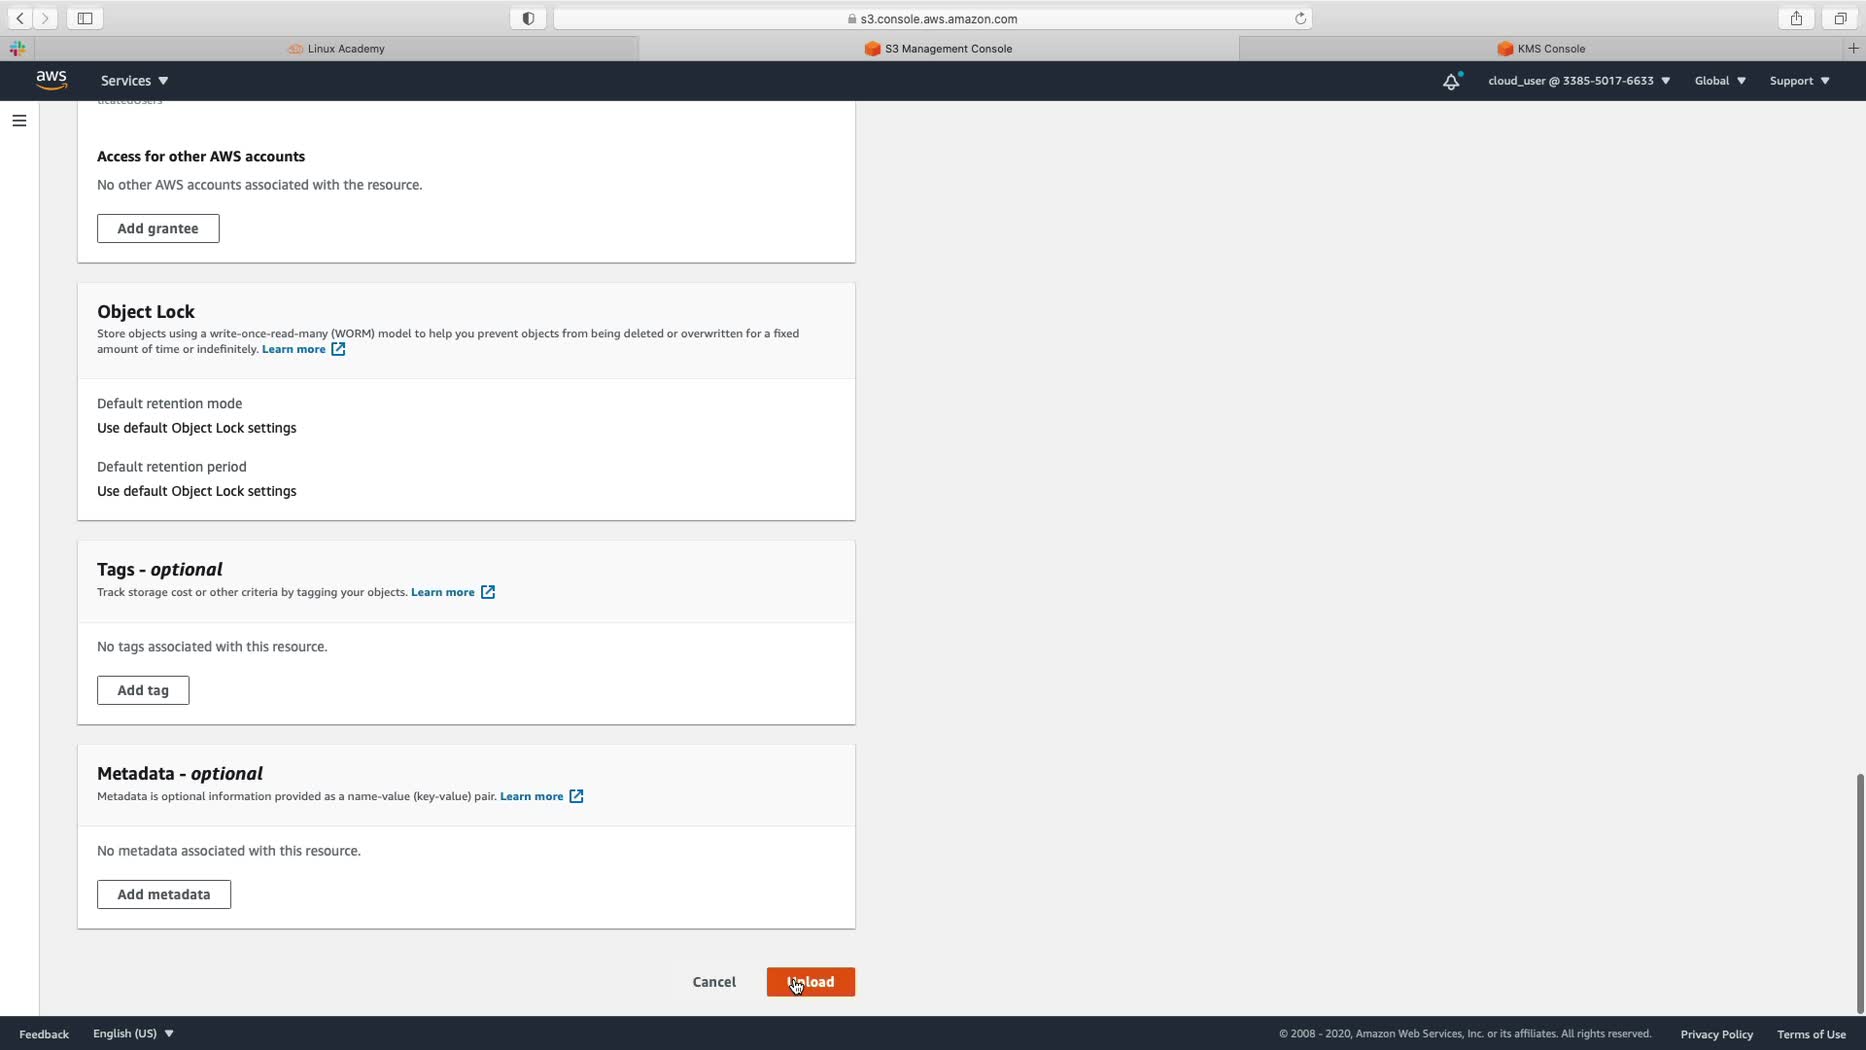 s3.console.aws.amazon.com
Linux Academy
S3 Management Console
KMS Console
aws
Services
cloud_user @ 3385-5017-6633
Global
Support
ticatedUsers
Access for other AWS accounts
No other AWS accounts associated with the resource.
Add grantee
Object Lock
Store objects using a write-once-read-many (WORM) model to help you prevent objects from being deleted or overwritten for a fixed
amount of time or indefinitely. Learn more
Default retention mode
Use default Object Lock settings
Default retention period
Use default Object Lock settings
Tags - optional
Track storage cost or other criteria by tagging your objects. Learn more
No tags associated with this resource.
Add tag
Metadata - optional
Metadata is optional information provided as a name-value (key-value) pair. Learn more
No metadata associated with this resource.
Add metadata
Cancel
Upload
Feedback
English (US)
© 2008 - 2020, Amazon Web Services, Inc. or its affiliates. All rights reserved.
Privacy Policy
Terms of Use